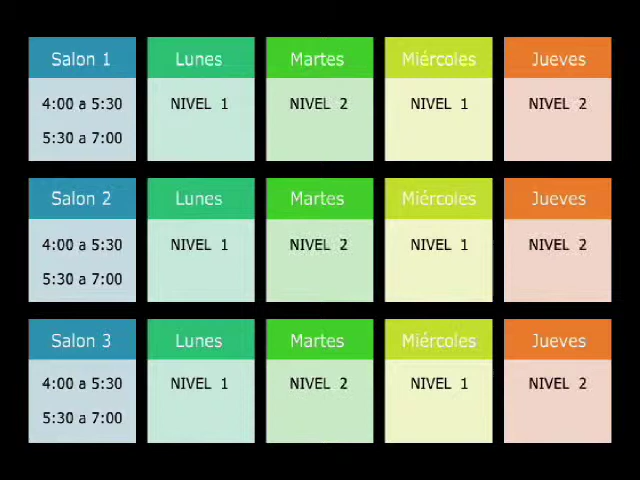 Salon 1 Lunes Martes Miércoles Jueves
4:00 a 5:30 NIVEL 1 NIVEL 2 NIVEL 1 NIVEL 2
5:30 a 7:00
Salon 2 Lunes Martes Miércoles Jueves
4:00 a 5:30 NIVEL 1 NIVEL 2 NIVEL 1 NIVEL 2
5:30 a 7:00
Salon 3 Lunes Martes Miércoles Jueves
4:00 a 5:30 NIVEL 1 NIVEL 2 NIVEL 1 NIVEL 2
5:30 a 7:00